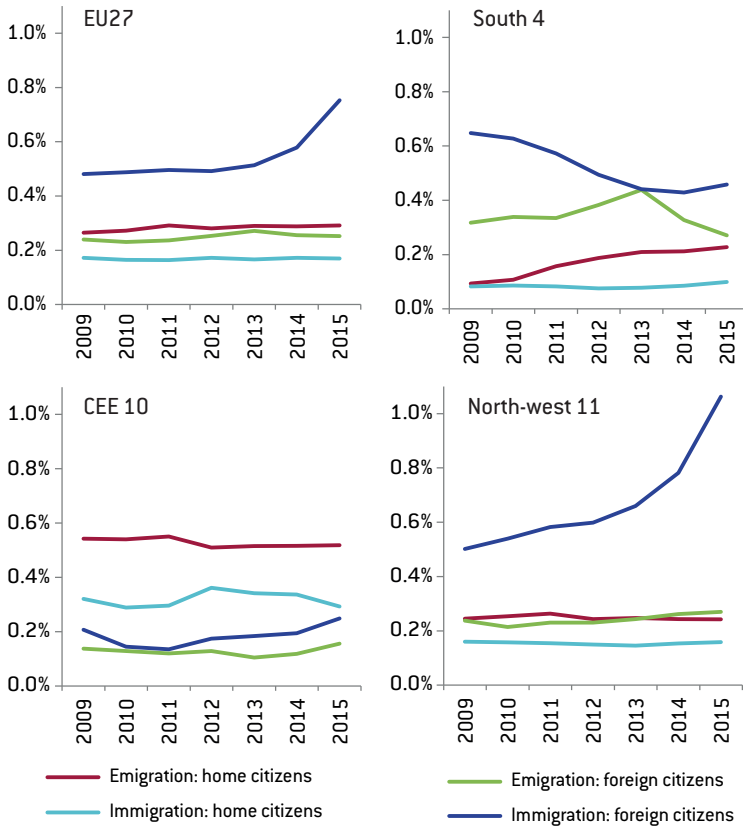 EU27
1.0%
0.8%
0.6%
0.4%
0.2%
0.0%
2009 2010 2011 2012 2013 2014 2015
South 4
1.0%
0.8%
0.6%
0.4%
0.2%
0.0%
2009 2010 2011 2012 2013 2014 2015
CEE 10
1.0%
0.8%
0.6%
0.4%
0.2%
0.0%
2009 2010 2011 2012 2013 2014 2015
North-west 11
1.0%
0.8%
0.6%
0.4%
0.2%
0.0%
2009 2010 2011 2012 2013 2014 2015
Emigration: home citizens
Immigration: home citizens
Emigration: foreign citizens
Immigration: foreign citizens